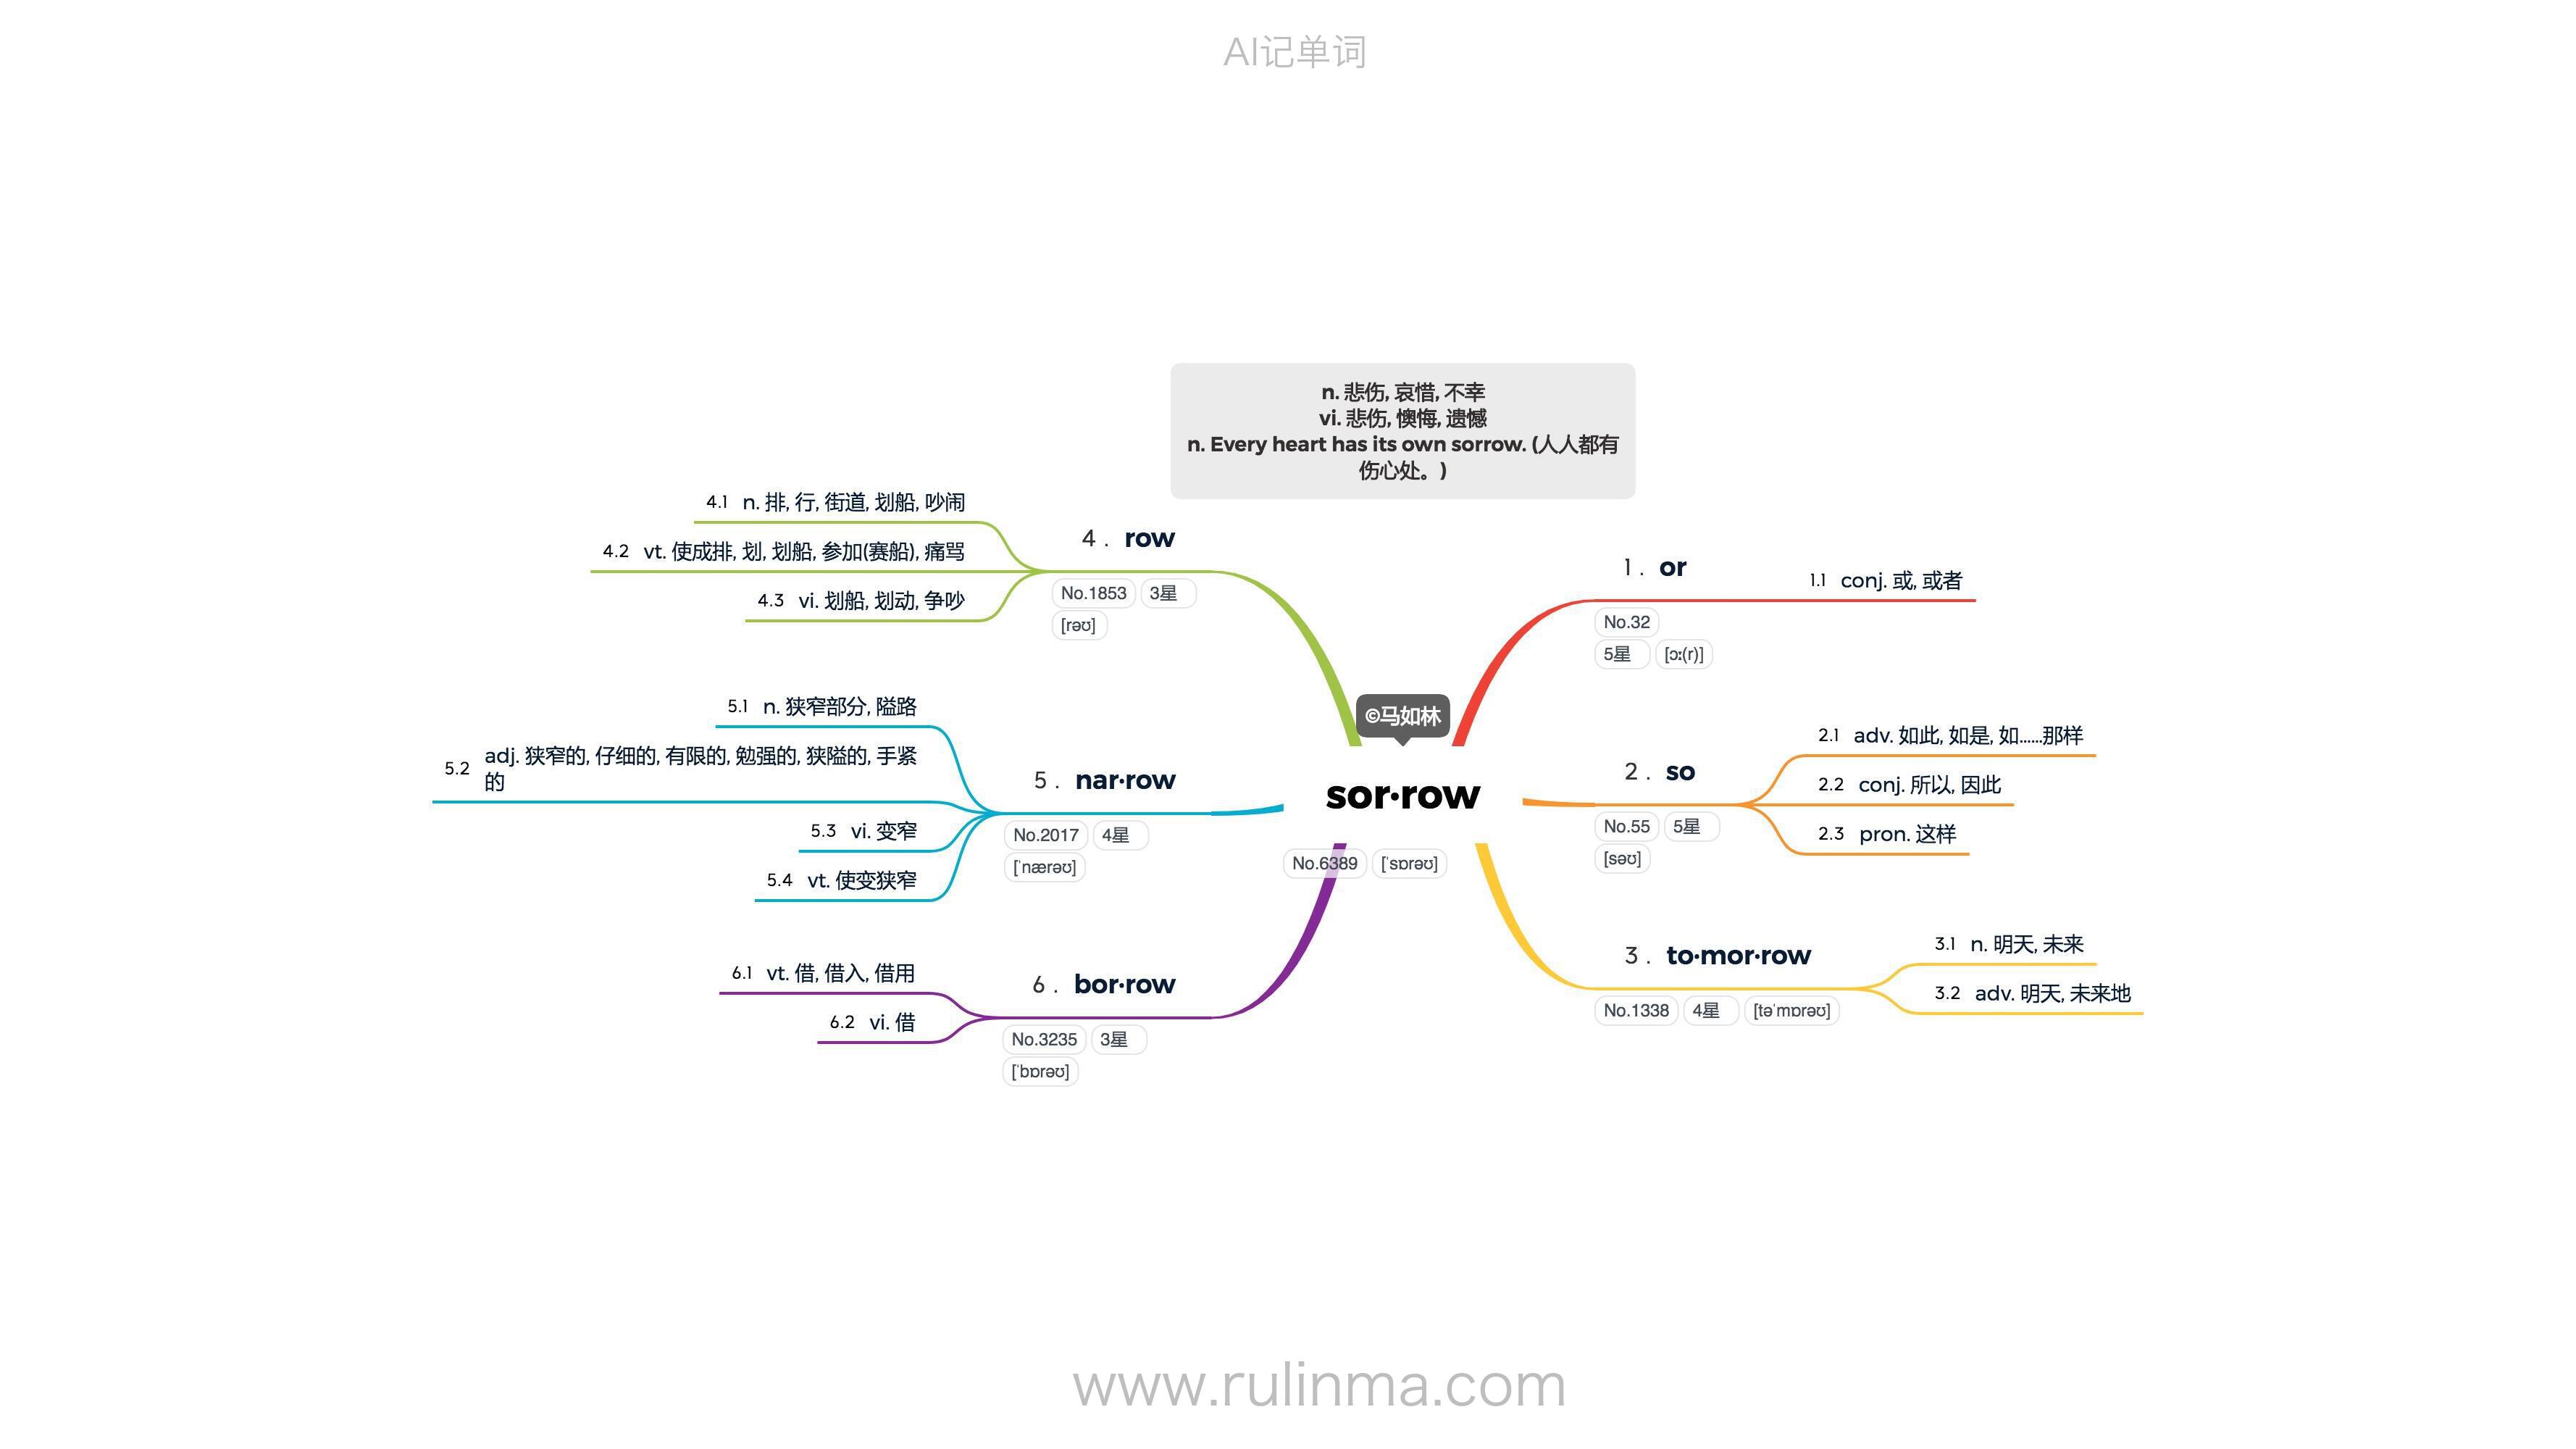 AI记单词
n. 悲伤, 哀惜, 不幸
vi. 悲伤, 懊悔, 遗憾
n. Every heart has its own sorrow. (人人都有
伤心处。)
©马如林
sor·row
No.6389 [ˈsɒrəʊ]
1 . or
No.32
5星 [ɔː(r)]
1.1 conj. 或, 或者
2 . so
No.55 5星
[səʊ]
2.1 adv. 如此, 如是, 如......那样
2.2 conj. 所以, 因此
2.3 pron. 这样
3 . to·mor·row
No.1338 4星 [təˈmɒrəʊ]
3.1 n. 明天, 未来
3.2 adv. 明天, 未来地
4 . row
No.1853 3星
[rəʊ]
4.1 n. 排, 行, 街道, 划船, 吵闹
4.2 vt. 使成排, 划, 划船, 参加(赛船), 痛骂
4.3 vi. 划船, 划动, 争吵
5 . nar·row
No.2017 4星
[ˈnærəʊ]
5.1 n. 狭窄部分, 隘路
5.2 adj. 狭窄的, 仔细的, 有限的, 勉强的, 狭隘的, 手紧
的
5.3 vi. 变窄
5.4 vt. 使变狭窄
6 . bor·row
No.3235 3星
[ˈbɒrəʊ]
6.1 vt. 借, 借入, 借用
6.2 vi. 借
www.rulinma.com